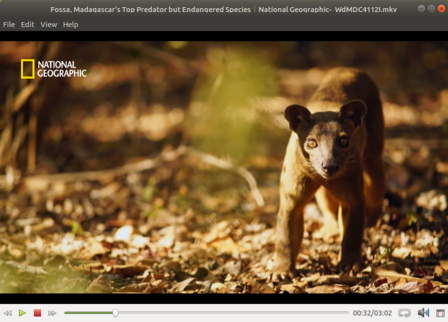 Fossa, Madagascar's Top Predator but Endangered Species | National Geographic-_WdMDC4112I.mkv
File Edit View Help
NATIONAL
GEOGRAPHIC
00:32/03:02